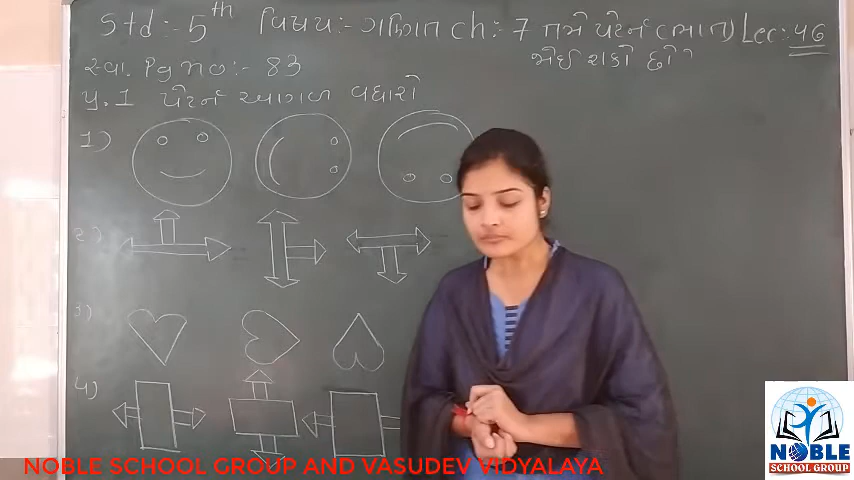 Std :- 5th વિષય:- ગણિત ch:- 7 તમે પેટર્ન (ભાત) Lec:- 46
જોઈ શકો છો?
સ્વા. Pg no:- 83
પ્ર.1 પેટર્ન આગળ વધારો
1)
૨)
3)
4)
NOBLE
SCHOOL GROUP
NOBLE SCHOOL GROUP AND VASUDEV VIDYALAYA